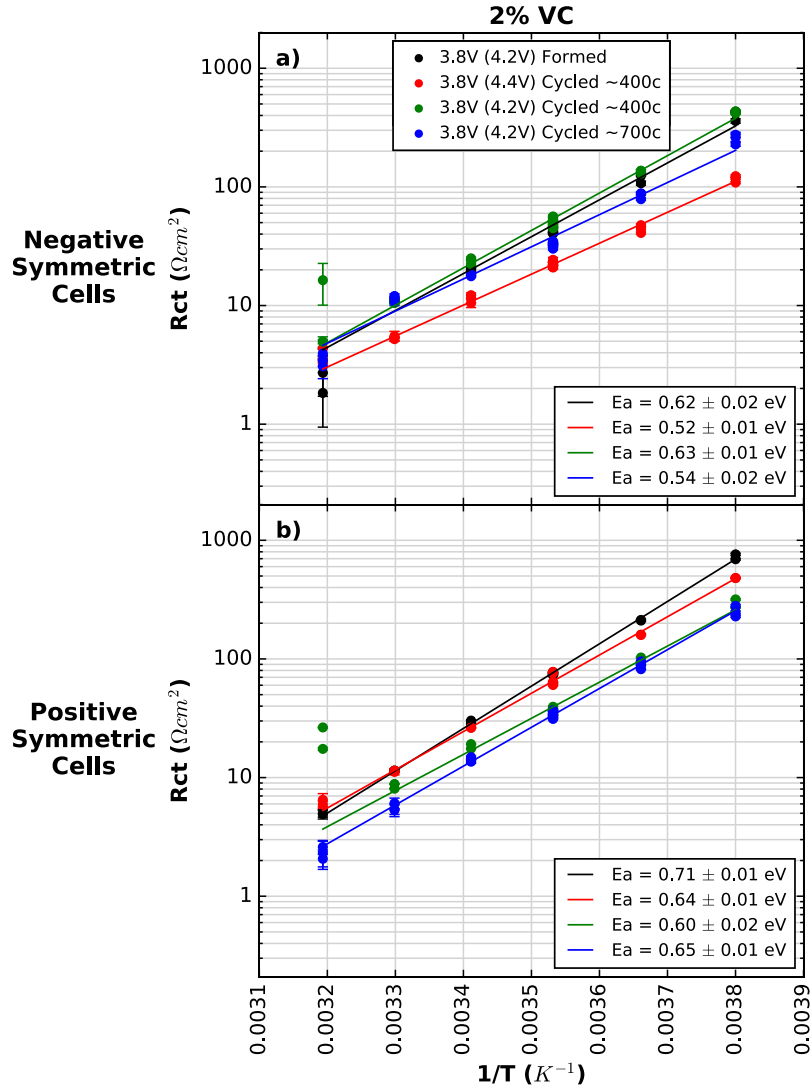 2% VC
a)
3.8V (4.2V) Formed
3.8V (4.4V) Cycled ~400c
3.8V (4.2V) Cycled ~400c
3.8V (4.2V) Cycled ~700c
1000
100
10
1
Negative
Symmetric
Cells
Rct (Ωcm²)
Ea = 0.62 ± 0.02 eV
Ea = 0.52 ± 0.01 eV
Ea = 0.63 ± 0.01 eV
Ea = 0.54 ± 0.02 eV
b)
1000
100
10
1
Positive
Symmetric
Cells
Rct (Ωcm²)
Ea = 0.71 ± 0.01 eV
Ea = 0.64 ± 0.01 eV
Ea = 0.60 ± 0.02 eV
Ea = 0.65 ± 0.01 eV
0.0031
0.0032
0.0033
0.0034
0.0035
0.0036
0.0037
0.0038
0.0039
1/T (K⁻¹)